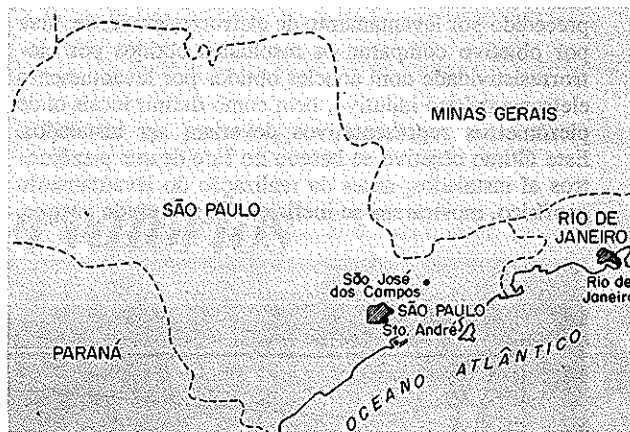 MINAS GERAIS
SÃO PAULO
RIO DE
JANEIRO
São José
dos Campos
Rio de
Janeiro
SÃO PAULO
Sto. André
PARANÁ
OCEANO ATLÂNTICO